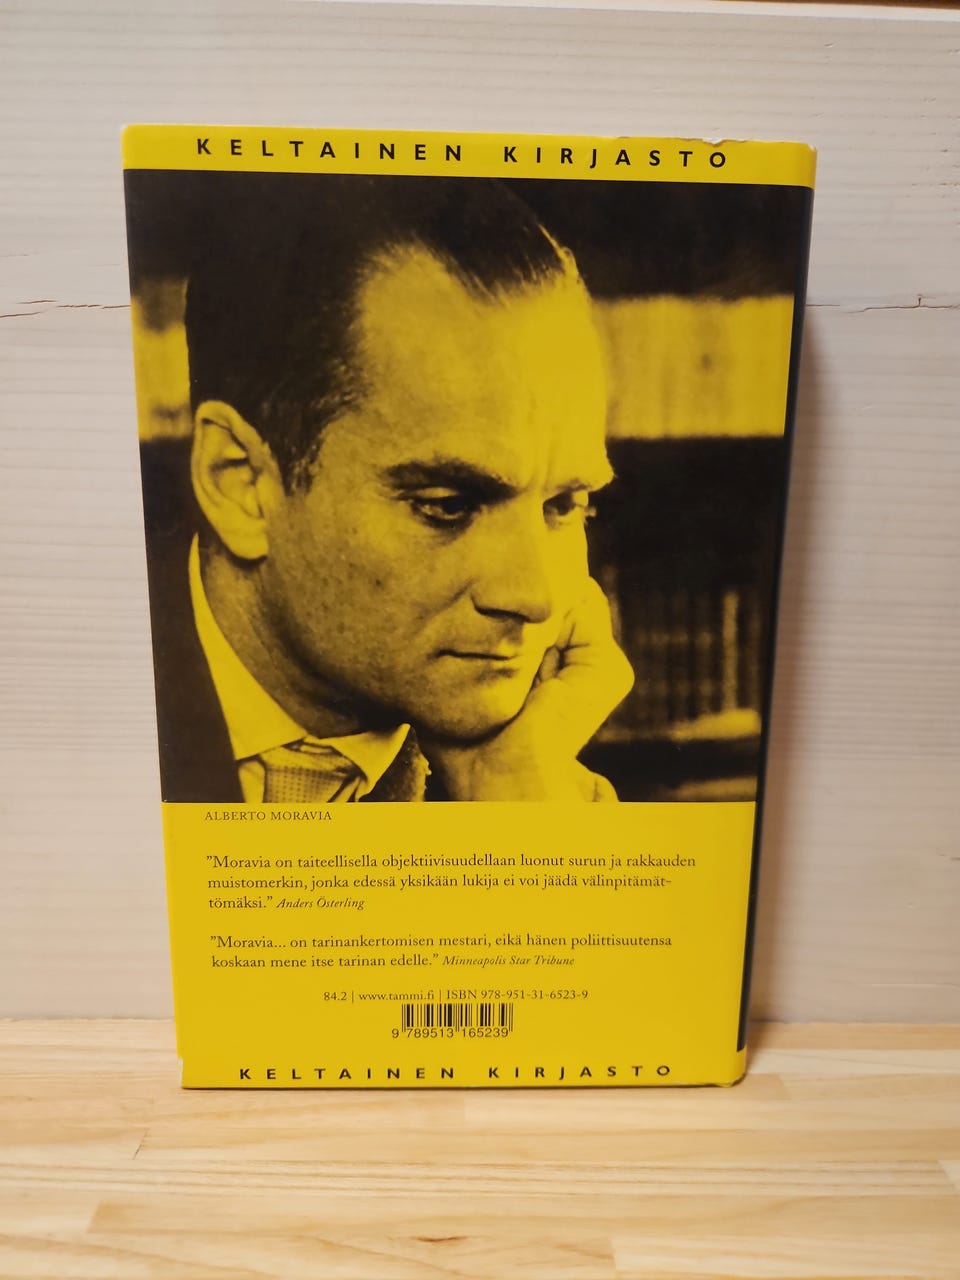 KELTAINEN KIRJASTO
ALBERTO MORAVIA
”Moravia on taiteellisella objektiivisuudellaan luonut surun ja rakkauden
muistomerkin, jonka edessä yksikään lukija ei voi jäädä välinpitämät-
tömäksi.” Anders Österling
”Moravia... on tarinankertomisen mestari, eikä hänen poliittisuutensa
koskaan mene itse tarinan edelle.” Minneapolis Star Tribune
84.2 | www.tammi.fi | ISBN 978-951-31-6523-9
9 789513 165239
KELTAINEN KIRJASTO